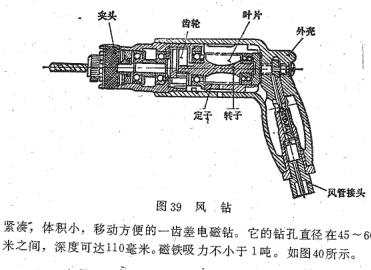 夹头
齿轮
叶片
外壳
定子
转子
风管接头
图39 风 钻
紧凑，体积小，移动方便的一齿差电磁钻。它的钻孔直径在45～6
米之间，深度可达110毫米。磁铁吸力不小于1吨。如图40所示。